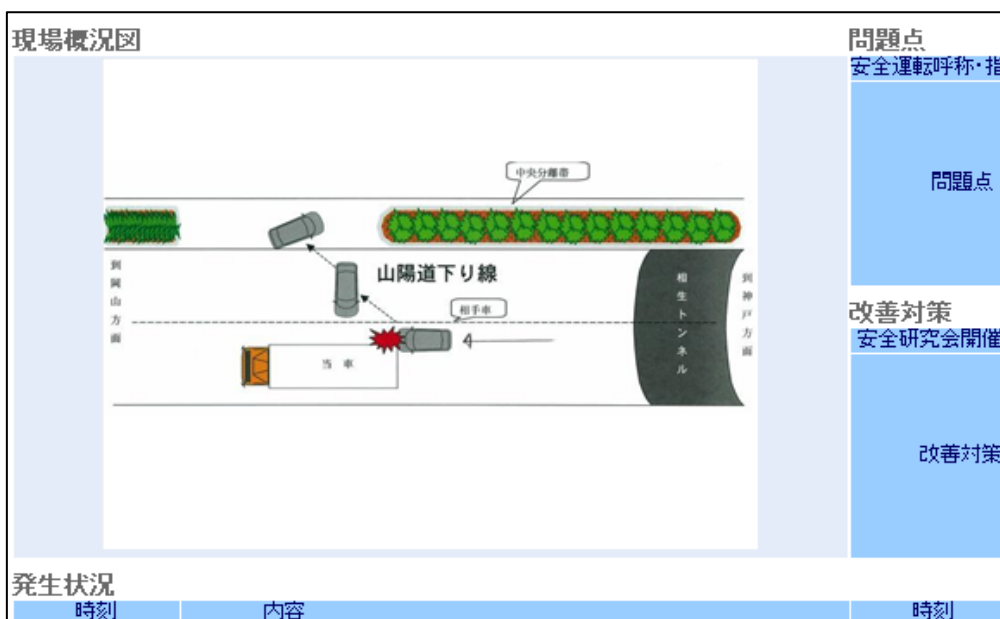 現場概況図
問題点
安全運転呼称・指
問題点
中央分離帯
到岡山方面
山陽道下り線
相手車
当車
相生トンネル
到神戸方面
改善対策
安全研究会開催
改善対策
発生状況
時刻 内容 時刻